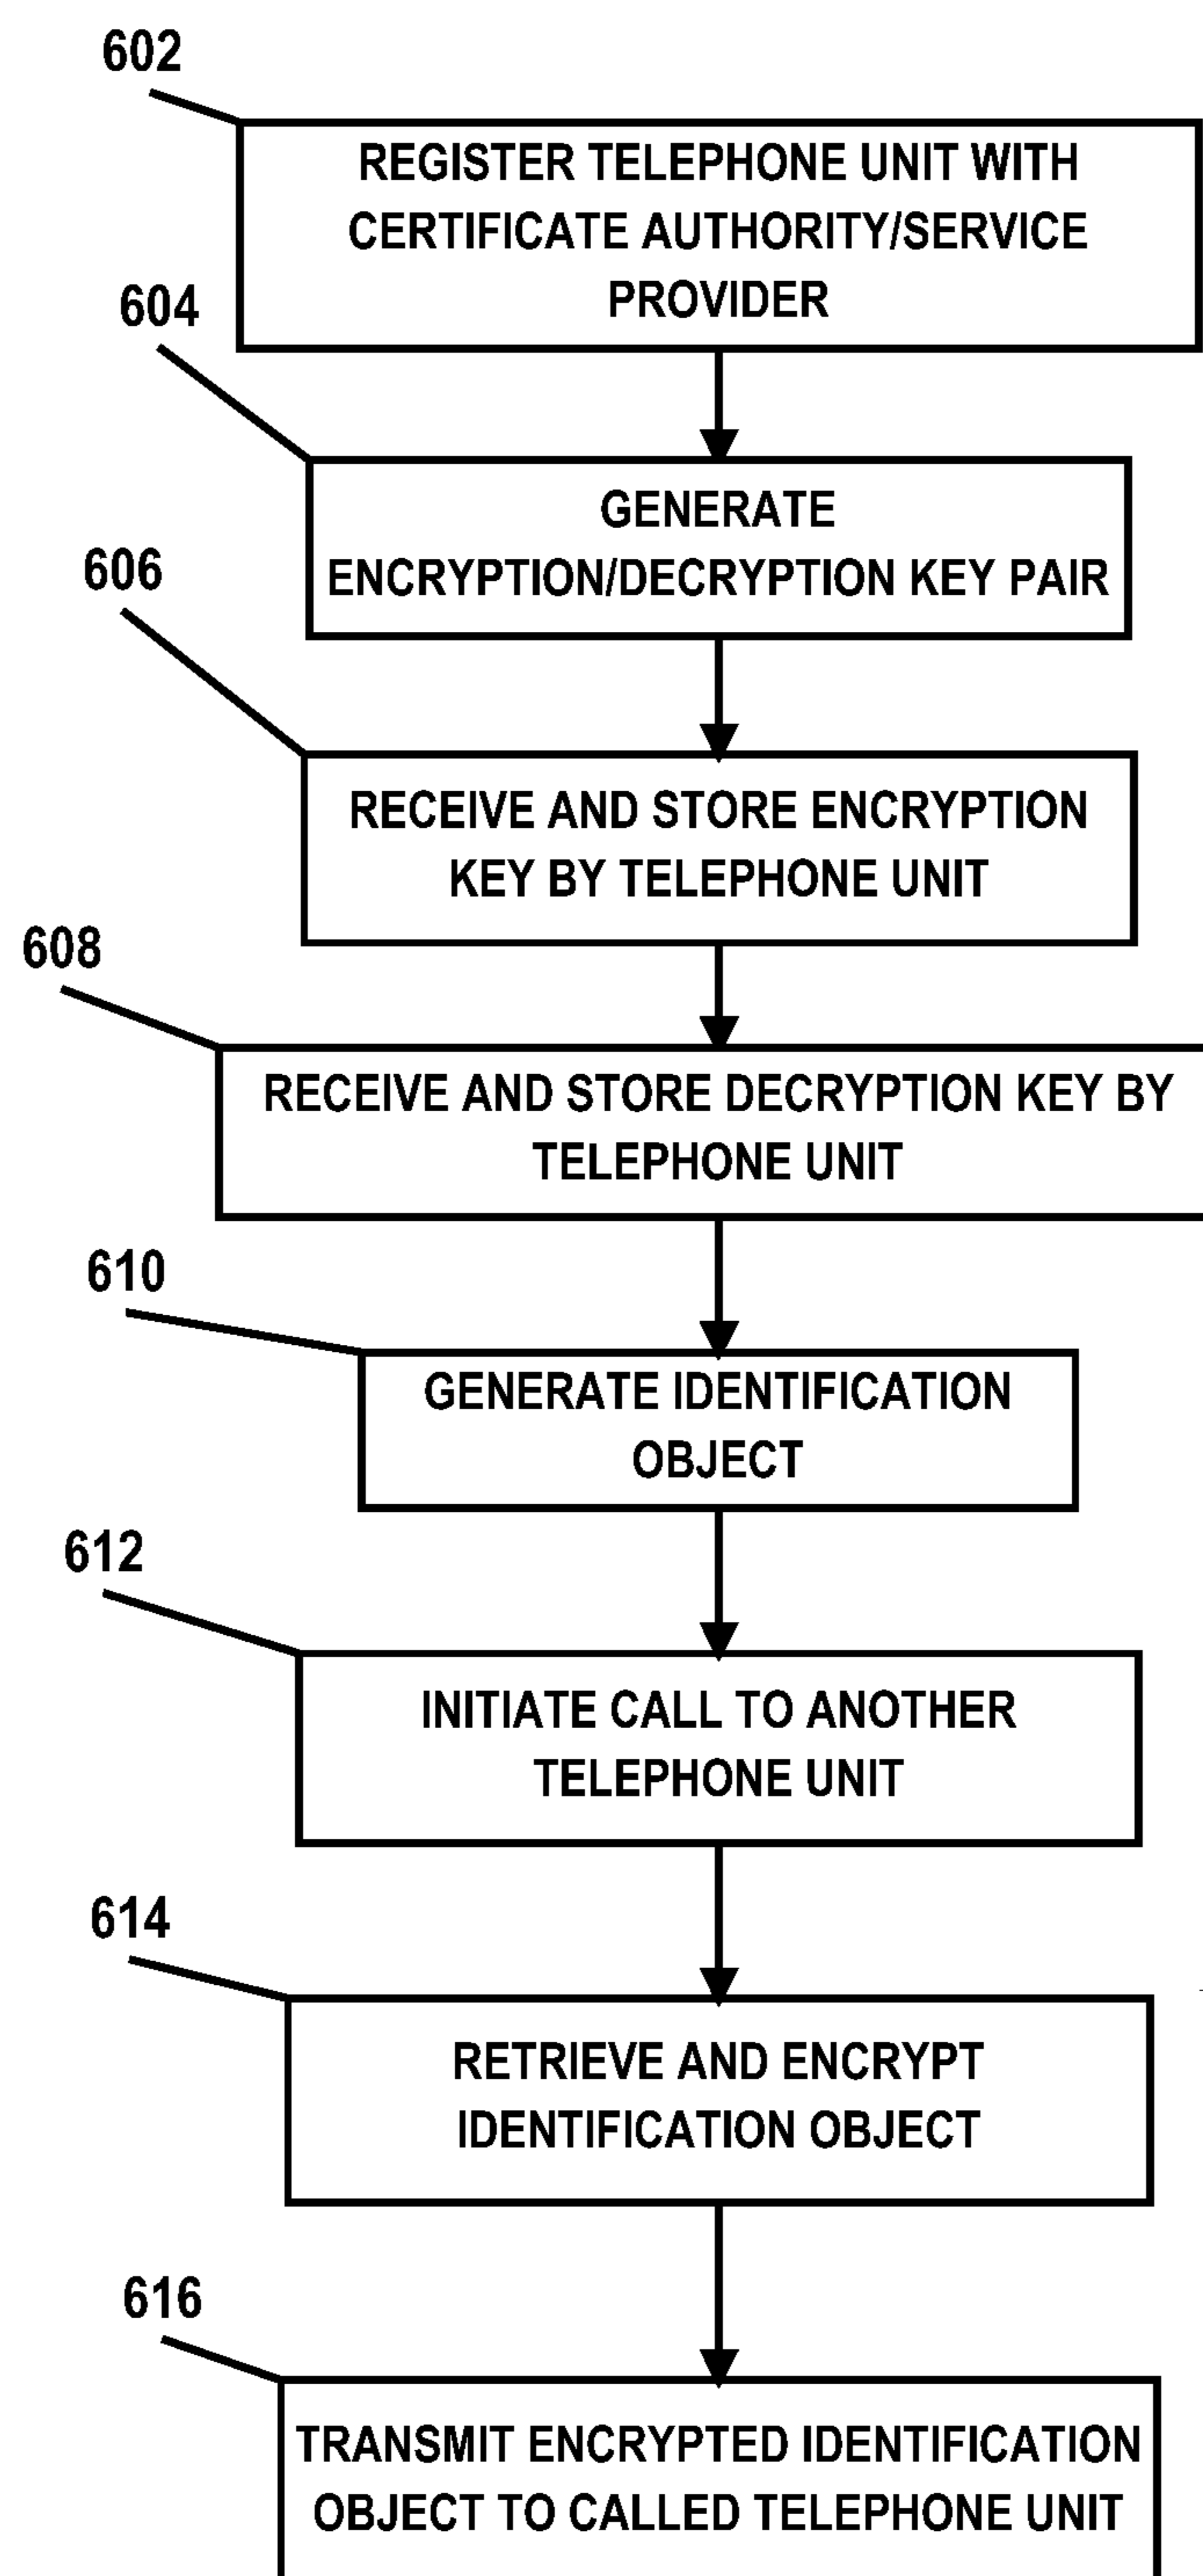 602
REGISTER TELEPHONE UNIT WITH
CERTIFICATE AUTHORITY/SERVICE
PROVIDER
604
GENERATE
ENCRYPTION/DECRYPTION KEY PAIR
606
RECEIVE AND STORE ENCRYPTION
KEY BY TELEPHONE UNIT
608
RECEIVE AND STORE DECRYPTION KEY BY
TELEPHONE UNIT
610
GENERATE IDENTIFICATION
OBJECT
612
INITIATE CALL TO ANOTHER
TELEPHONE UNIT
614
RETRIEVE AND ENCRYPT
IDENTIFICATION OBJECT
616
TRANSMIT ENCRYPTED IDENTIFICATION
OBJECT TO CALLED TELEPHONE UNIT